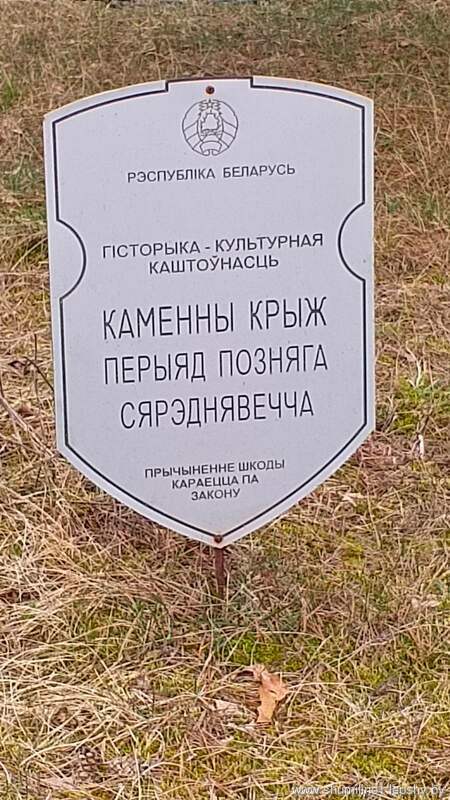 РЭСПУБЛІКА БЕЛАРУСЬ
ГІСТОРЫКА - КУЛЬТУРНАЯ
КАШТОЎНАСЦЬ
КАМЕННЫ КРЫЖ
ПЕРЫЯД ПОЗНЯГА
СЯРЭДНЯВЕЧЧА
ПРЫЧЫНЕННЕ ШКОДЫ
КАРАЕЦЦА ПА
ЗАКОНУ